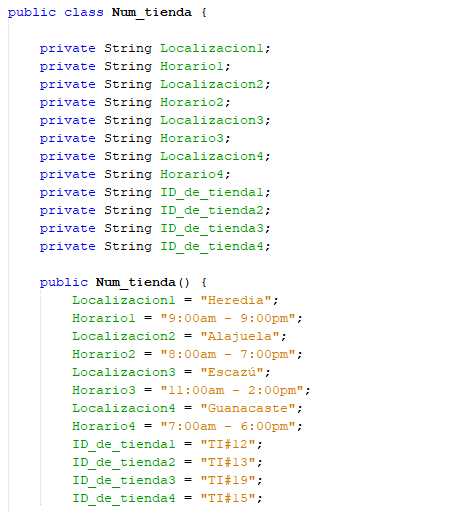 public class Num_tienda {
private String Localizacion1;
private String Horario1;
private String Localizacion2;
private String Horario2;
private String Localizacion3;
private String Horario3;
private String Localizacion4;
private String Horario4;
private String ID_de_tienda1;
private String ID_de_tienda2;
private String ID_de_tienda3;
private String ID_de_tienda4;
public Num_tienda() {
Localizacion1 = "Heredia";
Horario1 = "9:00am - 9:00pm";
Localizacion2 = "Alajuela";
Horario2 = "8:00am - 7:00pm";
Localizacion3 = "Escazú";
Horario3 = "11:00am - 2:00pm";
Localizacion4 = "Guanacaste";
Horario4 = "7:00am - 6:00pm";
ID_de_tienda1 = "TI#12";
ID_de_tienda2 = "TI#13";
ID_de_tienda3 = "TI#19";
ID_de_tienda4 = "TI#15";